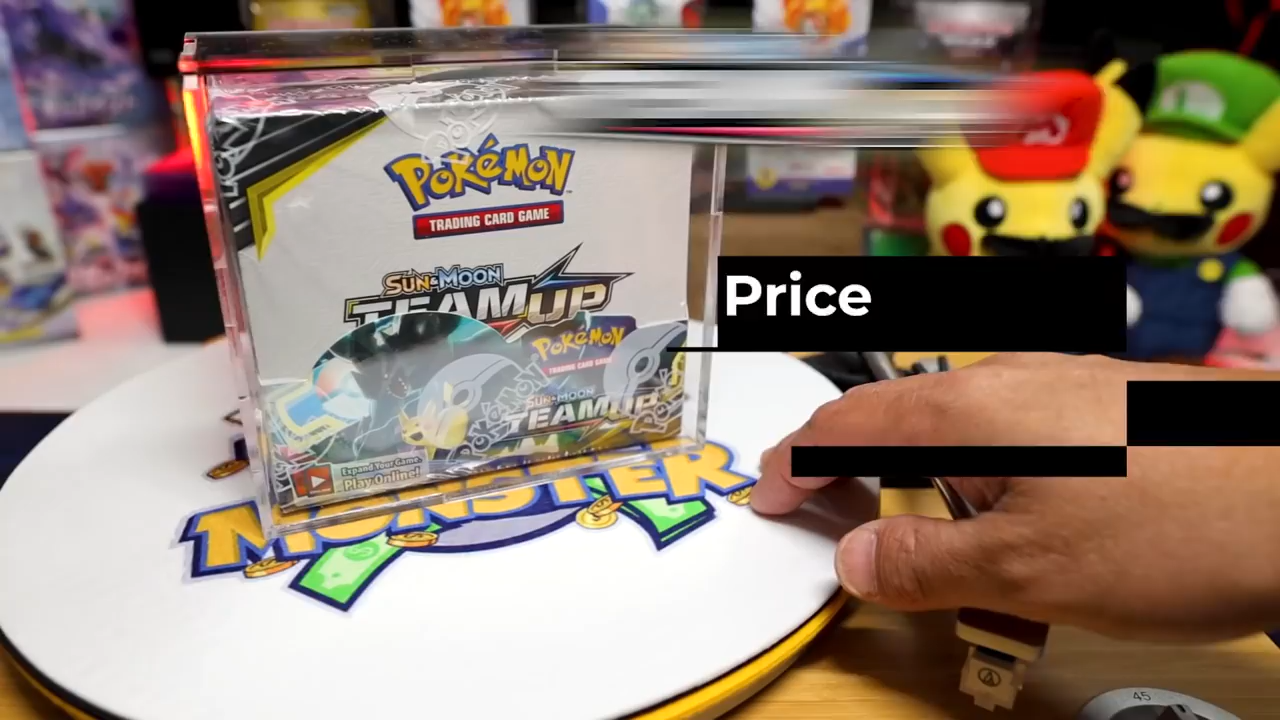 POKéMON
TRADING CARD GAME
SUN & MOON
TEAM UP
Price
POKéMON
TRADING CARD GAME
SUN & MOON
TEAM UP
Expand Your Game
Play Online!
MONSTER
45